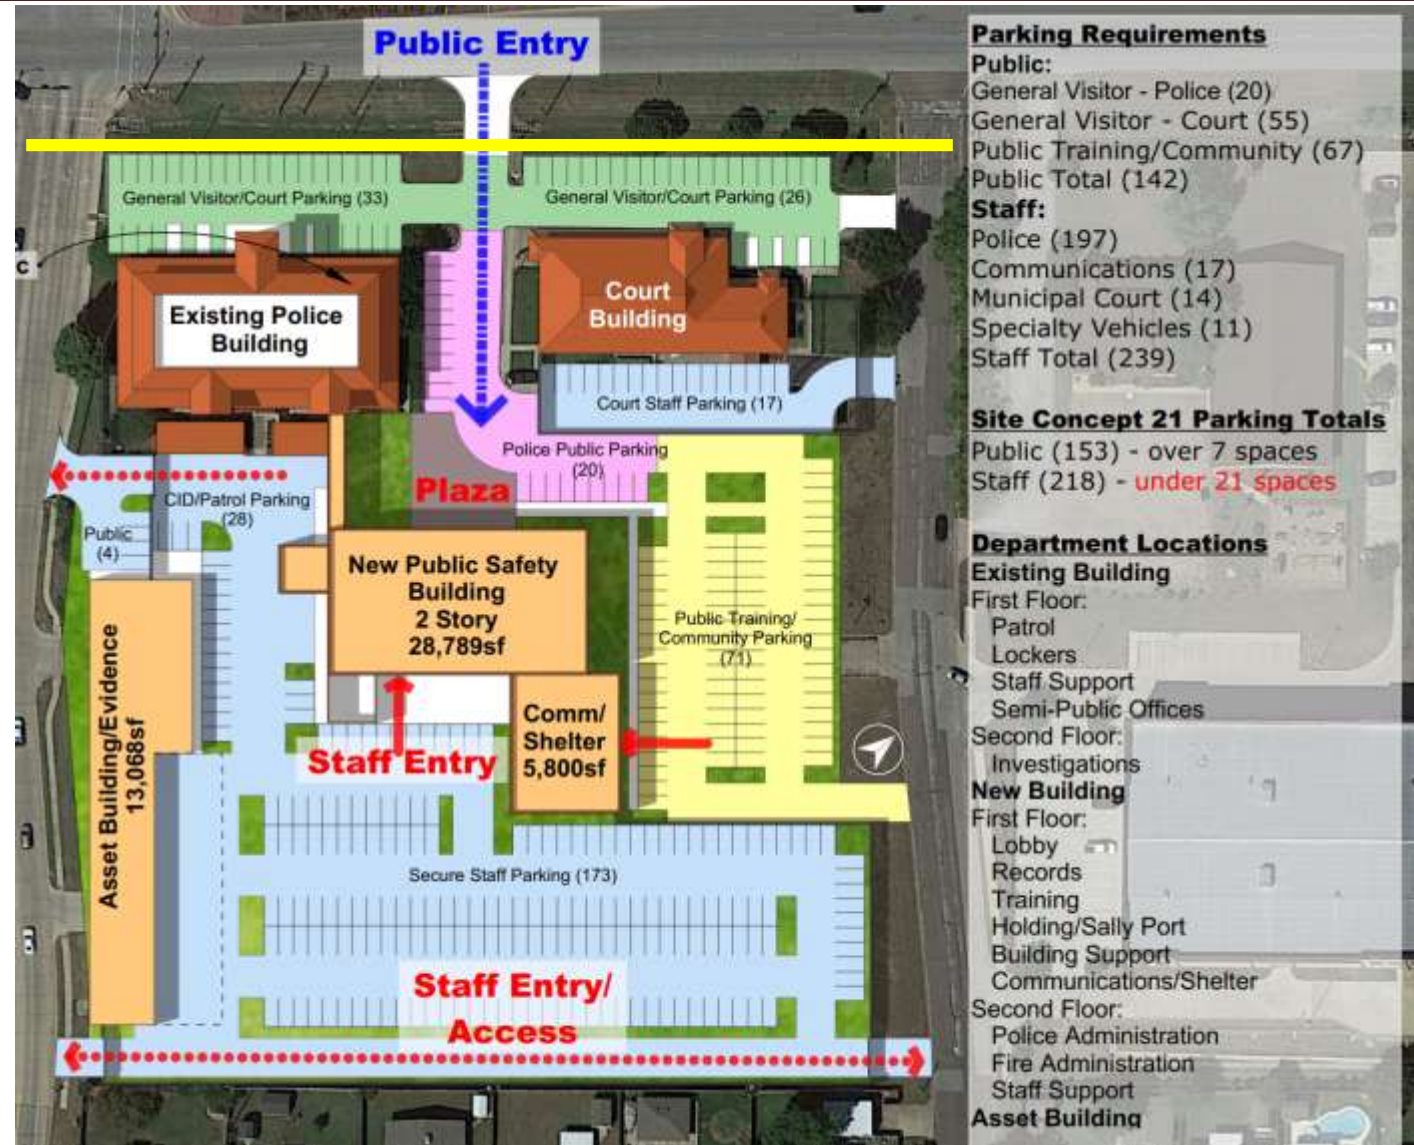 Public Entry
General Visitor/Court Parking (33)
General Visitor/Court Parking (26)
C
Existing Police
Building
Court
Building
Court Staff Parking (17)
Police Public Parking
(20)
Plaza
CID/Patrol Parking
(28)
Public
(4)
New Public Safety
Building
2 Story
28,789sf
Public Training/
Community Parking
(71)
Asset Building/Evidence
13,068sf
Comm/
Shelter
5,800sf
Staff Entry
Secure Staff Parking (173)
Staff Entry/
Access
Parking Requirements
Public:
General Visitor - Police (20)
General Visitor - Court (55)
Public Training/Community (67)
Public Total (142)
Staff:
Police (197)
Communications (17)
Municipal Court (14)
Specialty Vehicles (11)
Staff Total (239)
Site Concept 21 Parking Totals
Public (153) - over 7 spaces
Staff (218) - under 21 spaces
Department Locations
Existing Building
First Floor:
Patrol
Lockers
Staff Support
Semi-Public Offices
Second Floor:
Investigations
New Building
First Floor:
Lobby
Records
Training
Holding/Sally Port
Building Support
Communications/Shelter
Second Floor:
Police Administration
Fire Administration
Staff Support
Asset Building